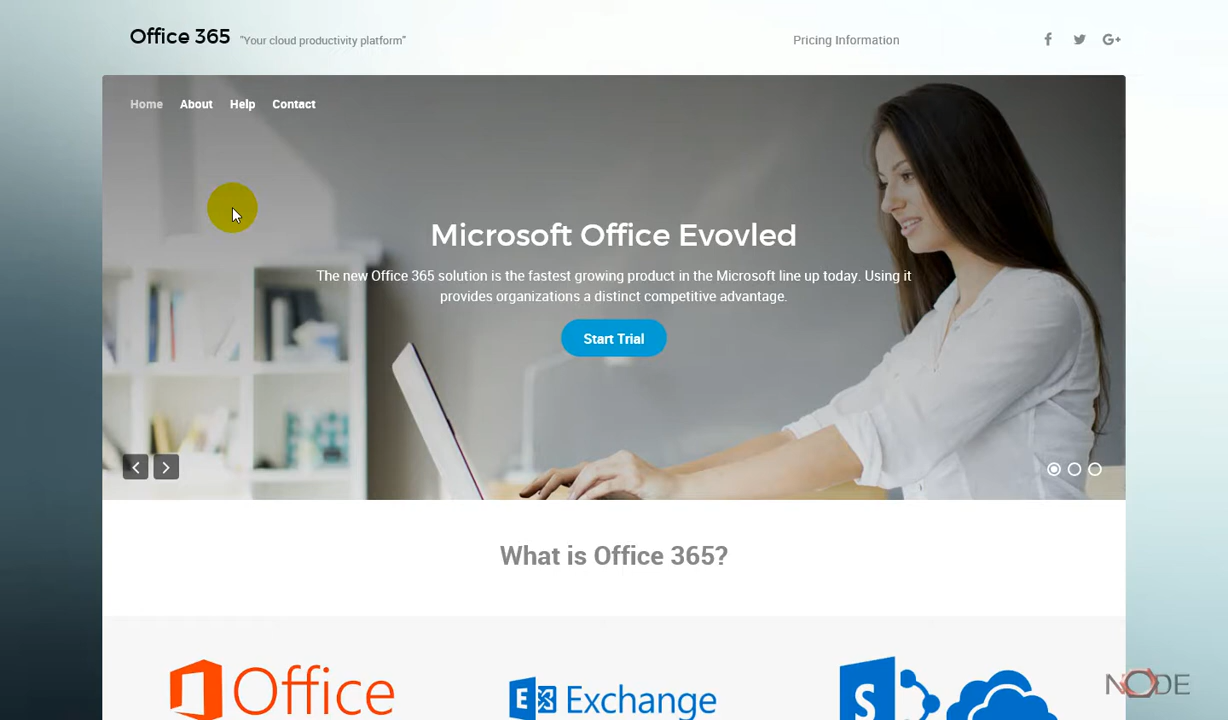 Office 365 "Your cloud productivity platform"
Pricing Information
Home About Help Contact
Microsoft Office Evovled
The new Office 365 solution is the fastest growing product in the Microsoft line up today. Using it
provides organizations a distinct competitive advantage.
Start Trial
What is Office 365?
Office
E Exchange
S
NODE